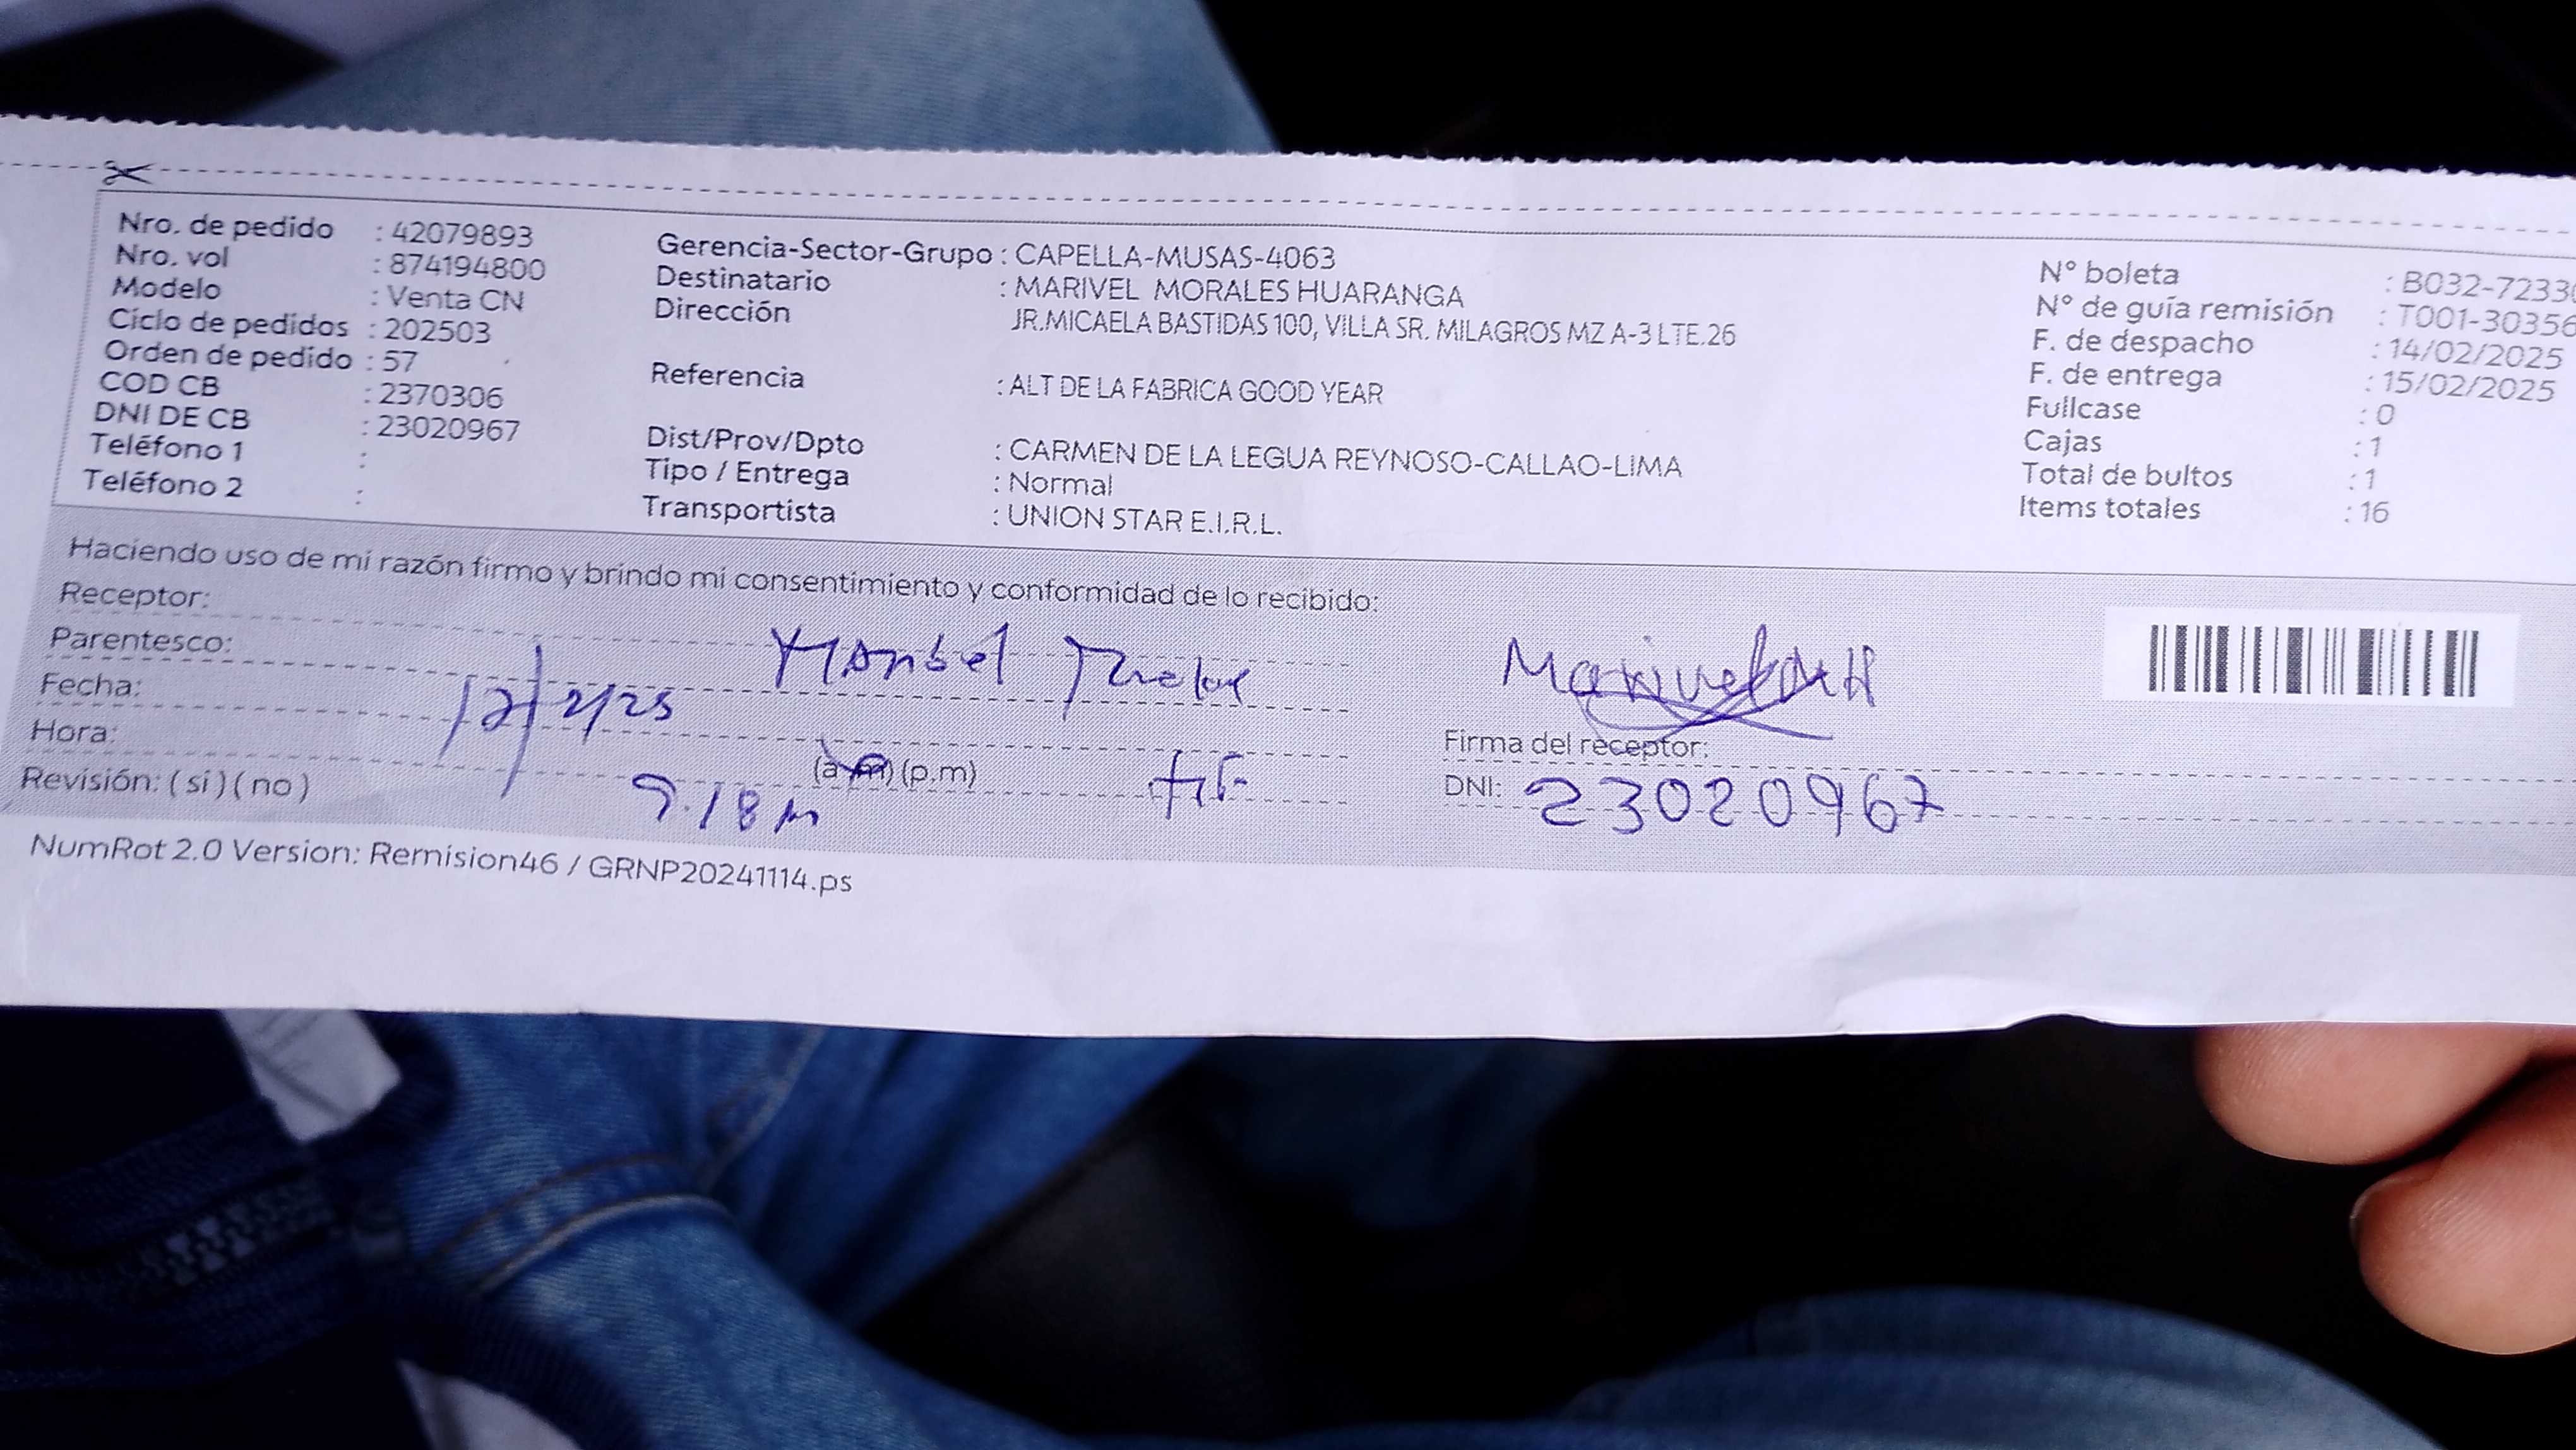 Nro. de pedido : 42079893
Nro. vol : 874194800
Modelo : Venta CN
Ciclo de pedidos : 202503
Orden de pedido : 57
COD CB : 2370306
DNI DE CB : 23020967
Teléfono 1 :
Teléfono 2 :
Gerencia-Sector-Grupo : CAPELLA-MUSAS-4063
Destinatario : MARIVEL MORALES HUARANGA
Dirección JR.MICAELA BASTIDAS 100, VILLA SR. MILAGROS MZ A-3 LTE.26
Referencia : ALT DE LA FABRICA GOOD YEAR
Dist/Prov/Dpto : CARMEN DE LA LEGUA REYNOSO-CALLAO-LIMA
Tipo / Entrega : Normal
Transportista : UNION STAR E.I.R.L.
N° boleta : B032-7233
N° de guía remisión : T001-30356
F. de despacho : 14/02/2025
F. de entrega : 15/02/2025
Fullcase : 0
Cajas : 1
Total de bultos : 1
Items totales : 16
Haciendo uso de mi razón firmo y brindo mi consentimiento y conformidad de lo recibido:
Receptor:
Parentesco:
Fecha:
Hora: (a.m) (p.m)
Revisión: ( si ) ( no )
Firma del receptor:
DNI: 23020967
NumRot 2.0 Version: Remision46 / GRNP20241114.ps